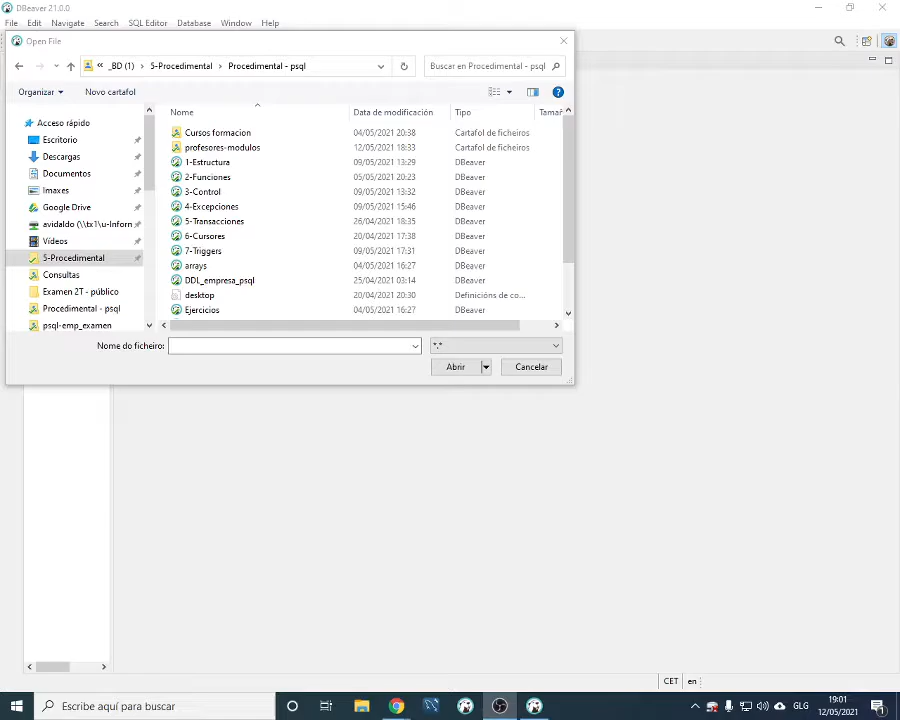 DBeaver 21.0.0
File Edit Navigate Search SQL Editor Database Window Help
Open File
« _BD (1) › 5-Procedimental › Procedimental - psql
Buscar en Procedimental - psql
Organizar
Novo cartafol
Nome Data de modificación Tipo Tamañ
Acceso rápido
Escritorio
Descargas
Documentos
Imaxes
Google Drive
avidaldo (\\tx1\u-Inforn
Vídeos
5-Procedimental
Consultas
Examen 2T - público
Procedimental - psql
psql-emp_examen
Cursos formacion 04/05/2021 20:38 Cartafol de ficheiros
profesores-modulos 12/05/2021 18:33 Cartafol de ficheiros
1-Estructura 09/05/2021 13:29 DBeaver
2-Funciones 05/05/2021 20:23 DBeaver
3-Control 09/05/2021 13:32 DBeaver
4-Excepciones 09/05/2021 15:46 DBeaver
5-Transacciones 26/04/2021 18:35 DBeaver
6-Cursores 20/04/2021 17:38 DBeaver
7-Triggers 09/05/2021 17:31 DBeaver
arrays 04/05/2021 16:27 DBeaver
DDL_empresa_psql 25/04/2021 03:14 DBeaver
desktop 20/04/2021 20:30 Definicións de co...
Ejercicios 04/05/2021 16:27 DBeaver
Nome do ficheiro:
*.*
Abrir
Cancelar
CET en
Escribe aquí para buscar
GLG
19:01
12/05/2021
1